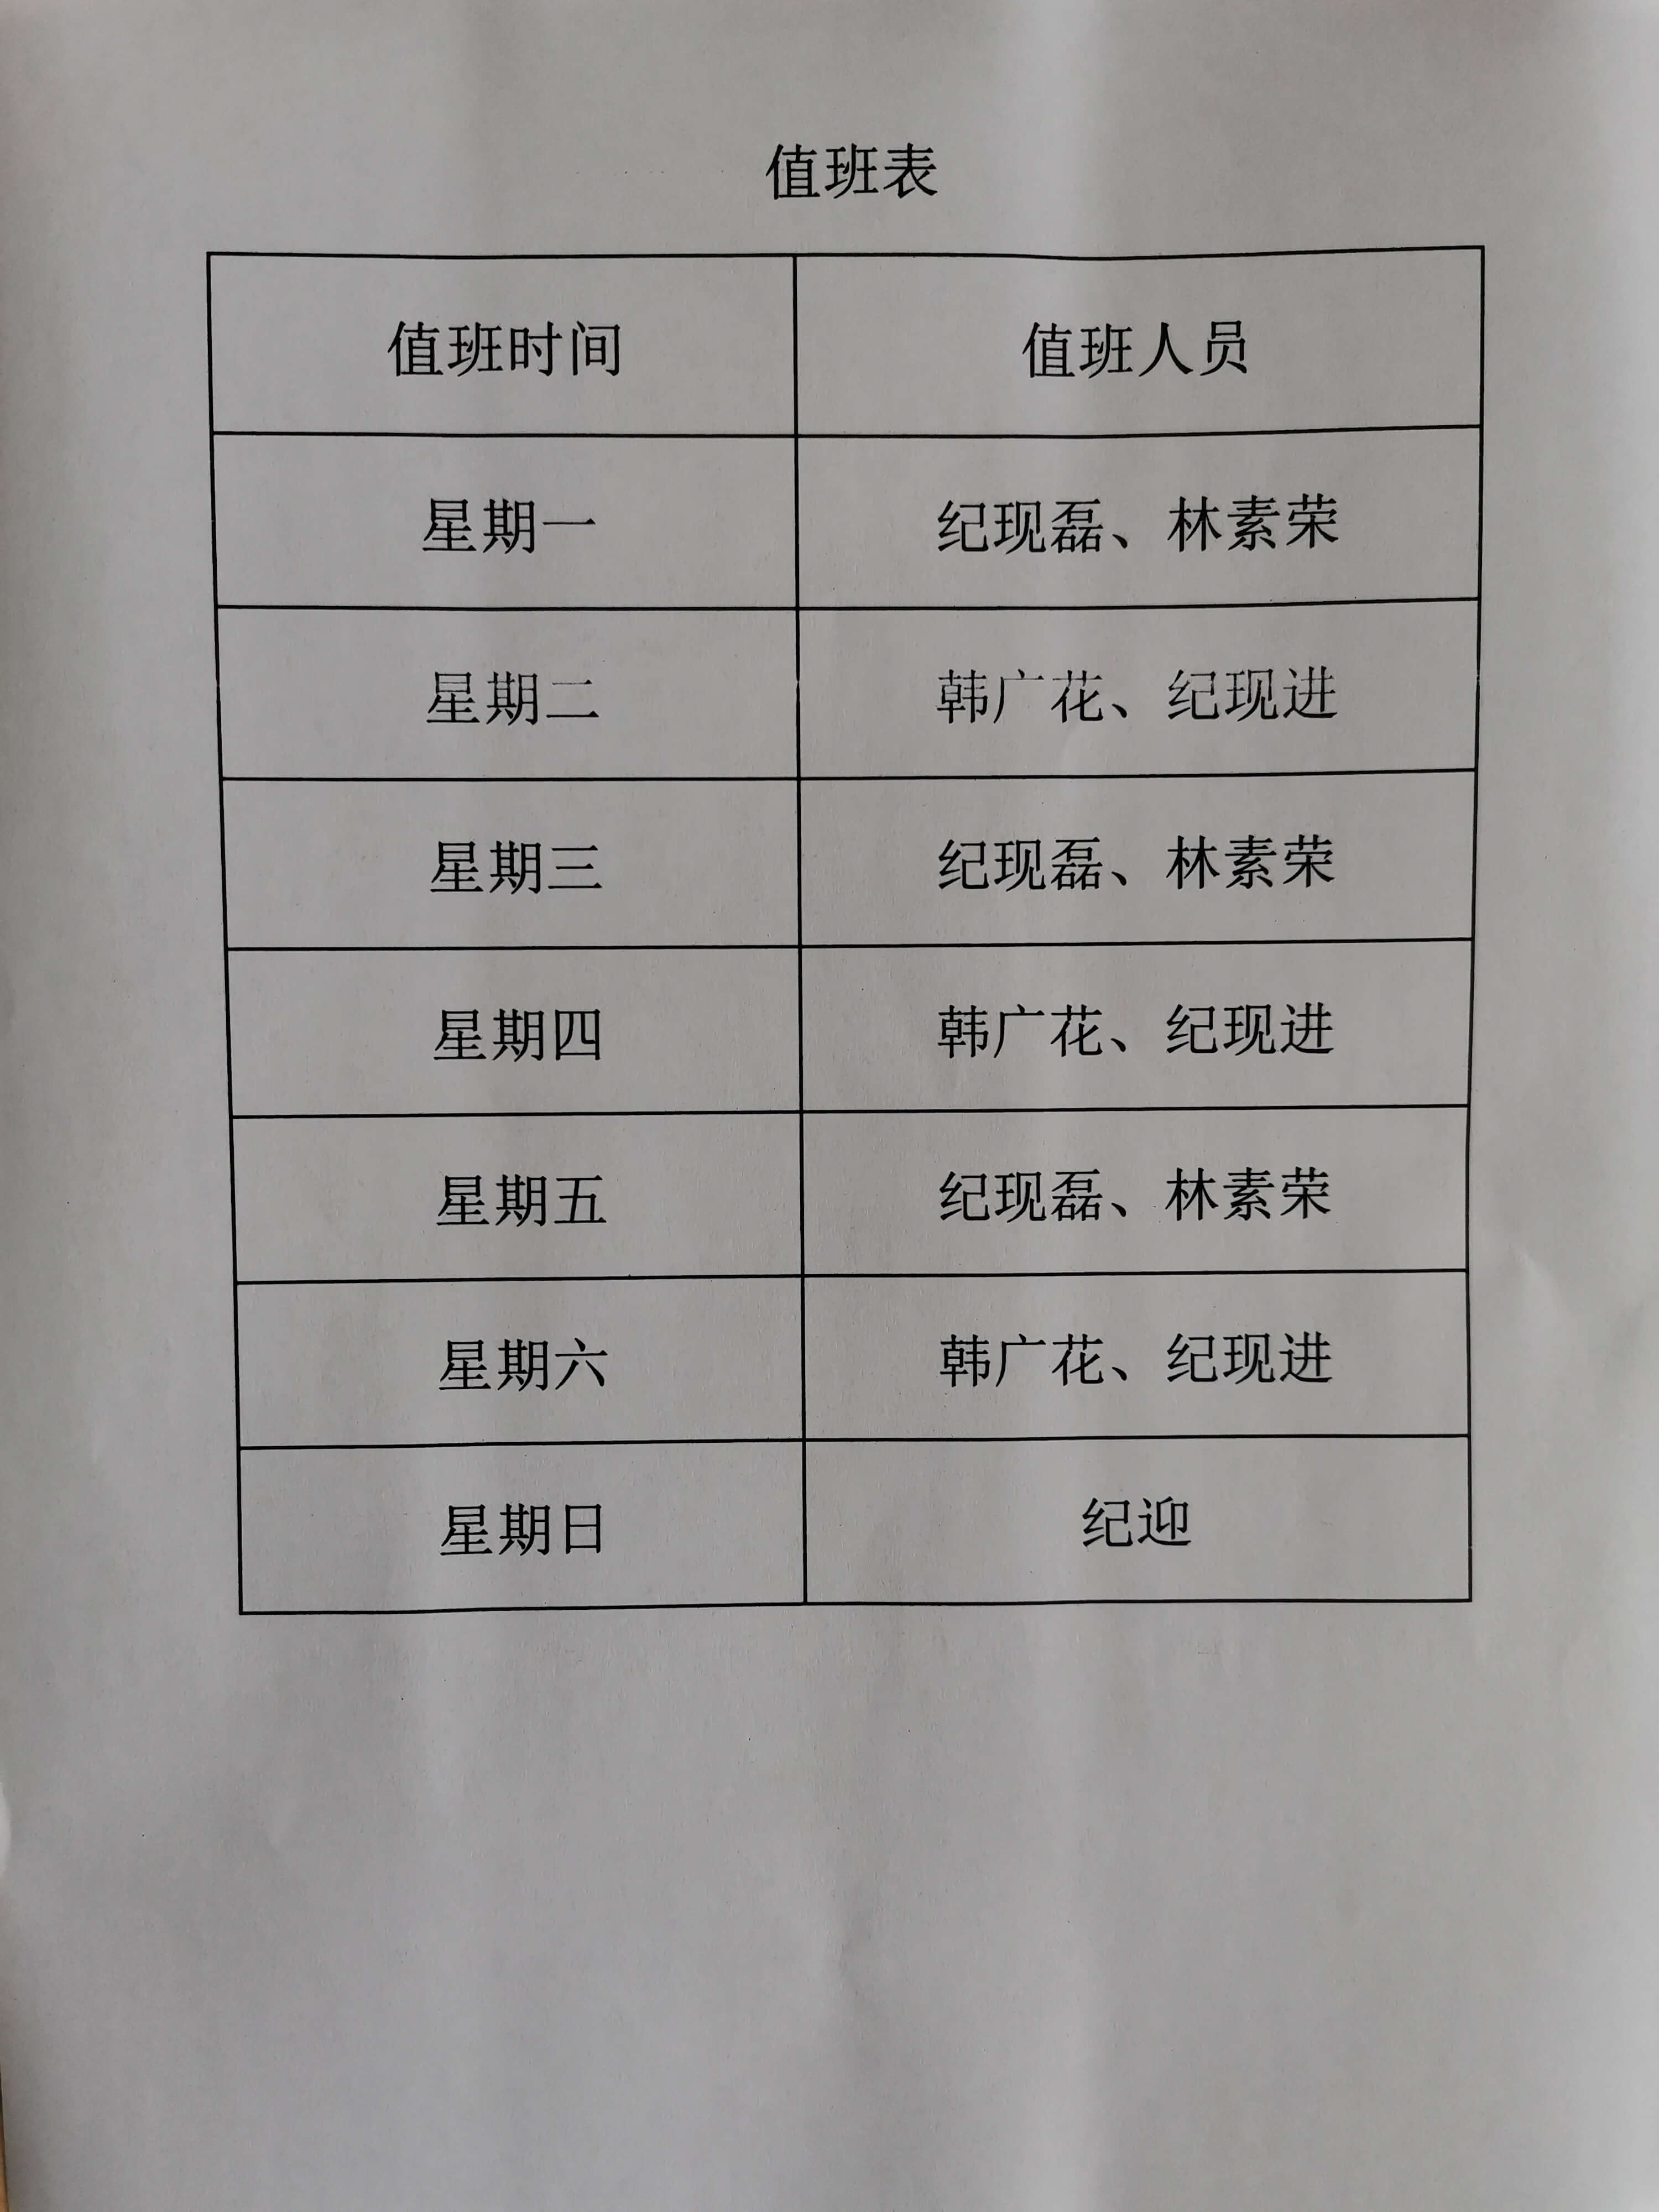 值班表
值班时间 值班人员
星期一 纪现磊、林素荣
星期二 韩广花、纪现进
星期三 纪现磊、林素荣
星期四 韩广花、纪现进
星期五 纪现磊、林素荣
星期六 韩广花、纪现进
星期日 纪迎